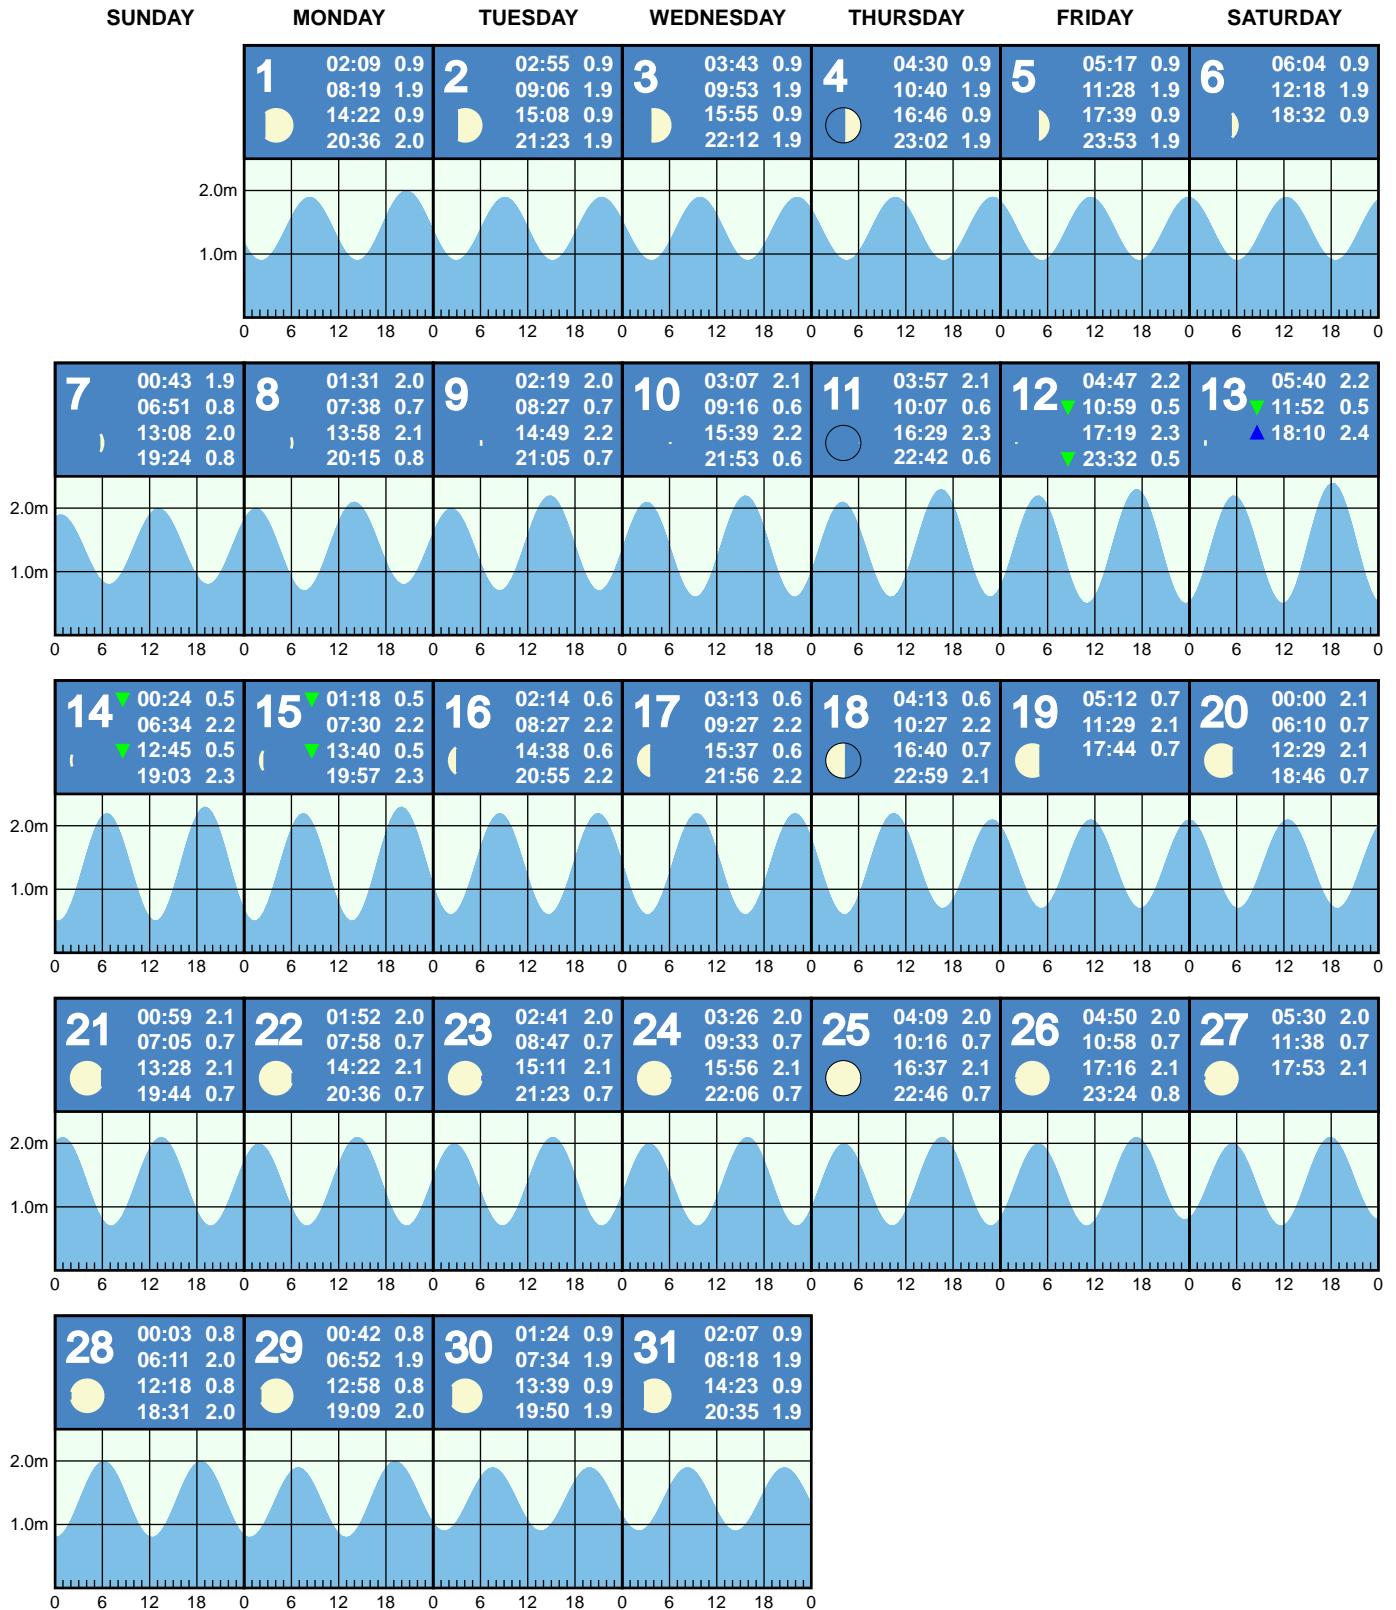 SUNDAY MONDAY TUESDAY WEDNESDAY THURSDAY FRIDAY SATURDAY
1 02:09 0.9
08:19 1.9
14:22 0.9
20:36 2.0
2 02:55 0.9
09:06 1.9
15:08 0.9
21:23 1.9
3 03:43 0.9
09:53 1.9
15:55 0.9
22:12 1.9
4 04:30 0.9
10:40 1.9
16:46 0.9
23:02 1.9
5 05:17 0.9
11:28 1.9
17:39 0.9
23:53 1.9
6 06:04 0.9
12:18 1.9
18:32 0.9
2.0m
1.0m
0 6 12 18 0 6 12 18 0 6 12 18 0 6 12 18 0 6 12 18 0 6 12 18 0
7 00:43 1.9
06:51 0.8
13:08 2.0
19:24 0.8
8 01:31 2.0
07:38 0.7
13:58 2.1
20:15 0.8
9 02:19 2.0
08:27 0.7
14:49 2.2
21:05 0.7
10 03:07 2.1
09:16 0.6
15:39 2.2
21:53 0.6
11 03:57 2.1
10:07 0.6
16:29 2.3
22:42 0.6
12 04:47 2.2
10:59 0.5
17:19 2.3
23:32 0.5
13 05:40 2.2
11:52 0.5
18:10 2.4
2.0m
1.0m
0 6 12 18 0 6 12 18 0 6 12 18 0 6 12 18 0 6 12 18 0 6 12 18 0 6 12 18 0
14 00:24 0.5
06:34 2.2
12:45 0.5
19:03 2.3
15 01:18 0.5
07:30 2.2
13:40 0.5
19:57 2.3
16 02:14 0.6
08:27 2.2
14:38 0.6
20:55 2.2
17 03:13 0.6
09:27 2.2
15:37 0.6
21:56 2.2
18 04:13 0.6
10:27 2.2
16:40 0.7
22:59 2.1
19 05:12 0.7
11:29 2.1
17:44 0.7
20 00:00 2.1
06:10 0.7
12:29 2.1
18:46 0.7
2.0m
1.0m
0 6 12 18 0 6 12 18 0 6 12 18 0 6 12 18 0 6 12 18 0 6 12 18 0 6 12 18 0
21 00:59 2.1
07:05 0.7
13:28 2.1
19:44 0.7
22 01:52 2.0
07:58 0.7
14:22 2.1
20:36 0.7
23 02:41 2.0
08:47 0.7
15:11 2.1
21:23 0.7
24 03:26 2.0
09:33 0.7
15:56 2.1
22:06 0.7
25 04:09 2.0
10:16 0.7
16:37 2.1
22:46 0.7
26 04:50 2.0
10:58 0.7
17:16 2.1
23:24 0.8
27 05:30 2.0
11:38 0.7
17:53 2.1
2.0m
1.0m
0 6 12 18 0 6 12 18 0 6 12 18 0 6 12 18 0 6 12 18 0 6 12 18 0 6 12 18 0
28 00:03 0.8
06:11 2.0
12:18 0.8
18:31 2.0
29 00:42 0.8
06:52 1.9
12:58 0.8
19:09 2.0
30 01:24 0.9
07:34 1.9
13:39 0.9
19:50 1.9
31 02:07 0.9
08:18 1.9
14:23 0.9
20:35 1.9
2.0m
1.0m
0 6 12 18 0 6 12 18 0 6 12 18 0 6 12 18 0